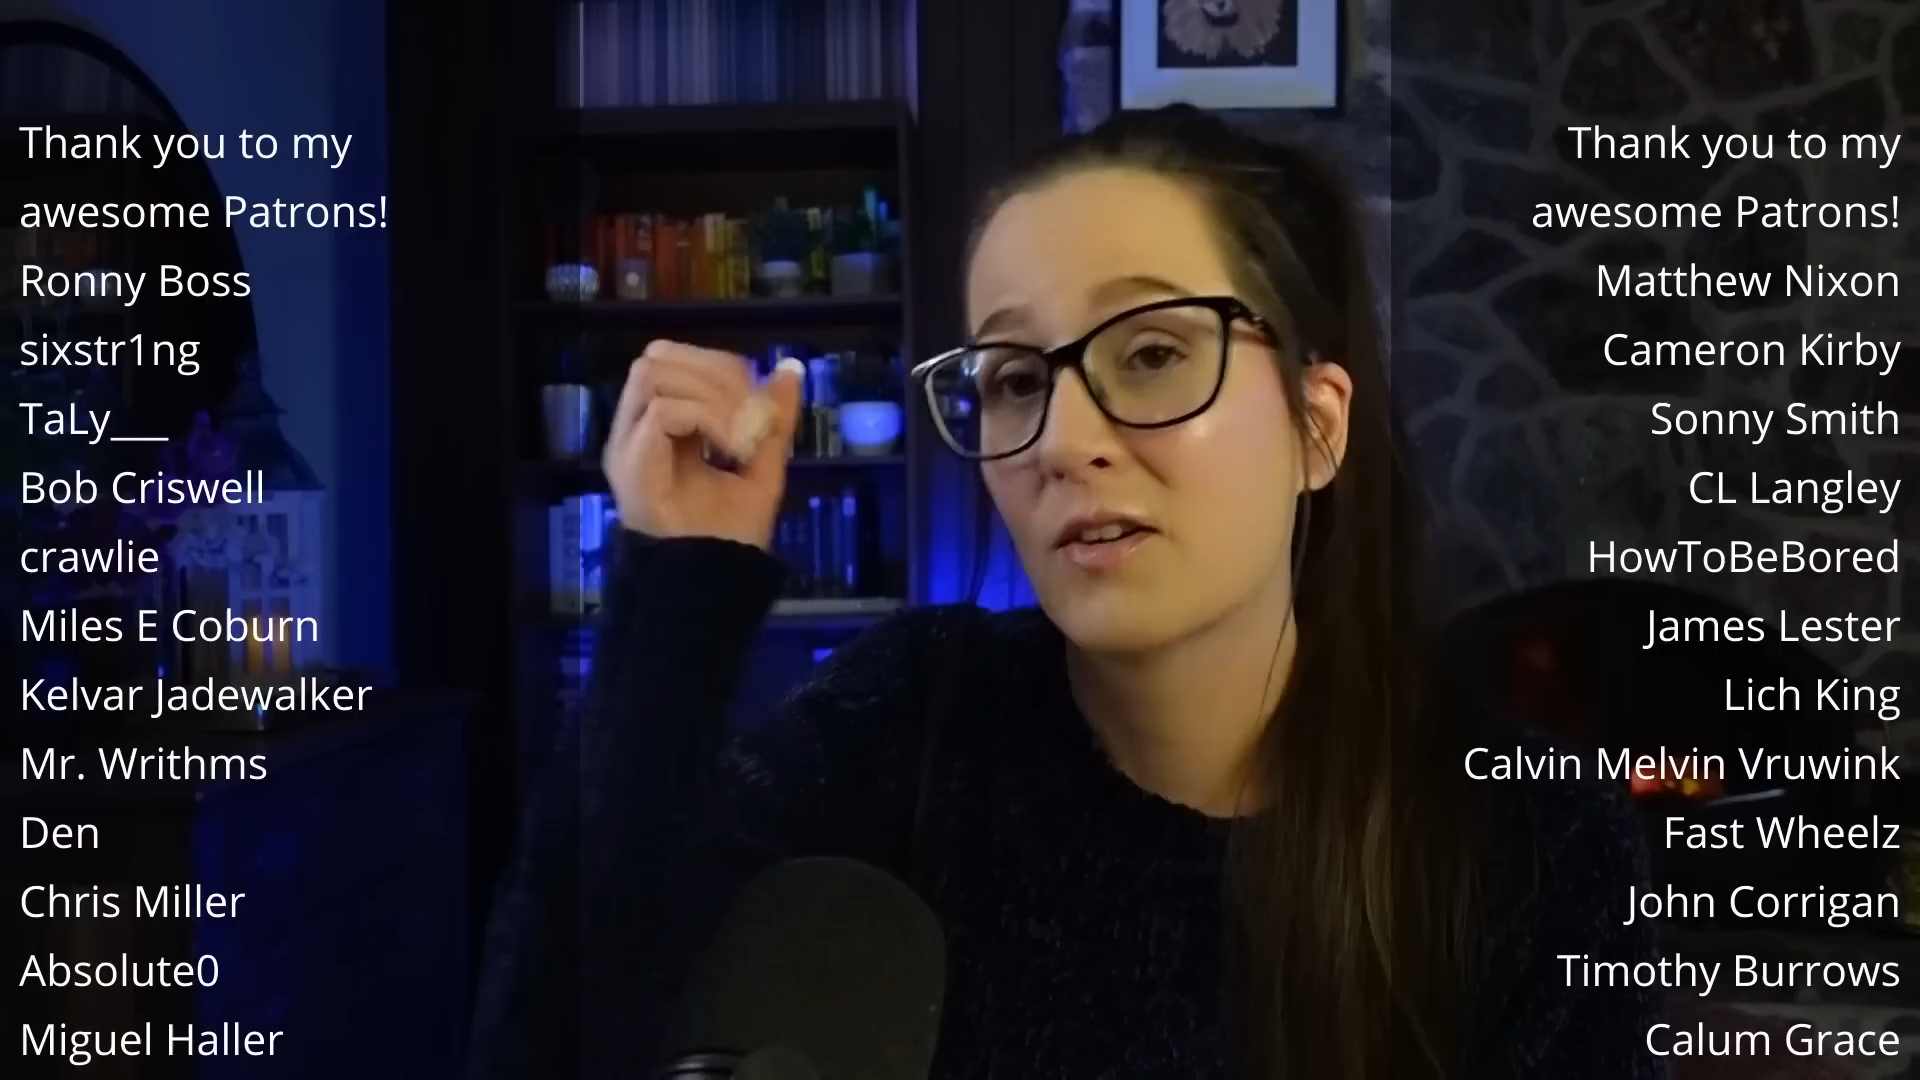 Thank you to my
awesome Patrons!
Ronny Boss
sixstr1ng
TaLy___
Bob Criswell
crawlie
Miles E Coburn
Kelvar Jadewalker
Mr. Writhms
Den
Chris Miller
Absolute0
Miguel Haller
Thank you to my
awesome Patrons!
Matthew Nixon
Cameron Kirby
Sonny Smith
CL Langley
HowToBeBored
James Lester
Lich King
Calvin Melvin Vruwink
Fast Wheelz
John Corrigan
Timothy Burrows
Calum Grace